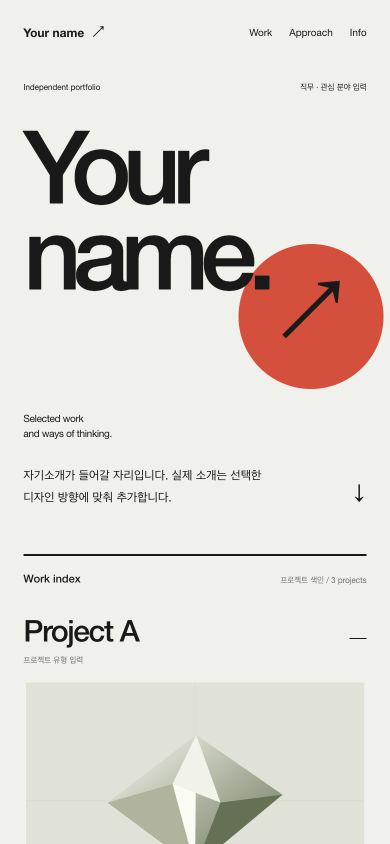 Your name ↗
Work Approach Info
Independent portfolio
직무 · 관심 분야 입력
Your
name.
Selected work
and ways of thinking.
자기소개가 들어갈 자리입니다. 실제 소개는 선택한
디자인 방향에 맞춰 추가합니다.
Work index
프로젝트 색인 / 3 projects
Project A
프로젝트 유형 입력